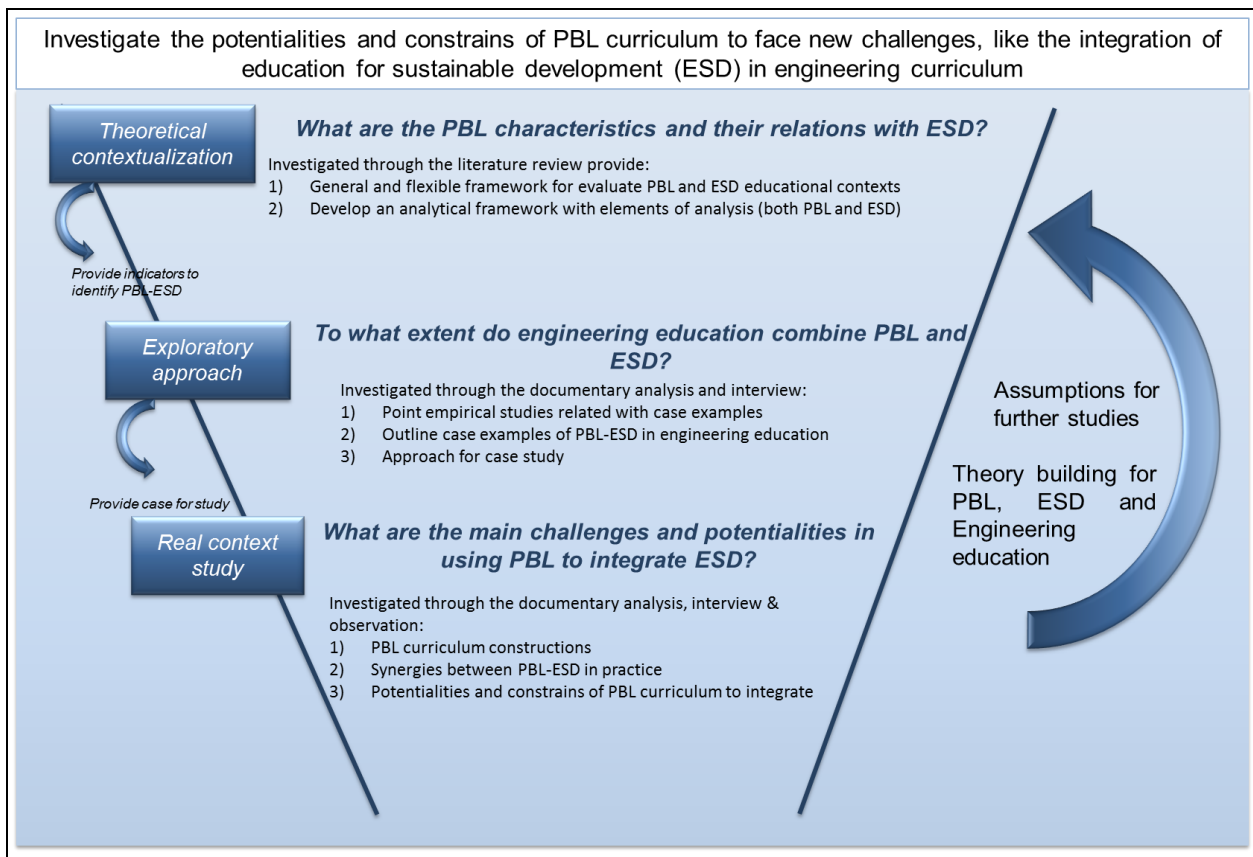 Investigate the potentialities and constrains of PBL curriculum to face new challenges, like the integration of
education for sustainable development (ESD) in engineering curriculum
Theoretical
contextualization
What are the PBL characteristics and their relations with ESD?
Investigated through the literature review provide:
1) General and flexible framework for evaluate PBL and ESD educational contexts
2) Develop an analytical framework with elements of analysis (both PBL and ESD)
Provide indicators to
identify PBL-ESD
Exploratory
approach
To what extent do engineering education combine PBL and
ESD?
Investigated through the documentary analysis and interview:
1) Point empirical studies related with case examples
2) Outline case examples of PBL-ESD in engineering education
3) Approach for case study
Provide case for study
Real context
study
What are the main challenges and potentialities in
using PBL to integrate ESD?
Investigated through the documentary analysis, interview &
observation:
1) PBL curriculum constructions
2) Synergies between PBL-ESD in practice
3) Potentialities and constrains of PBL curriculum to integrate
Assumptions for
further studies
Theory building for
PBL, ESD and
Engineering
education